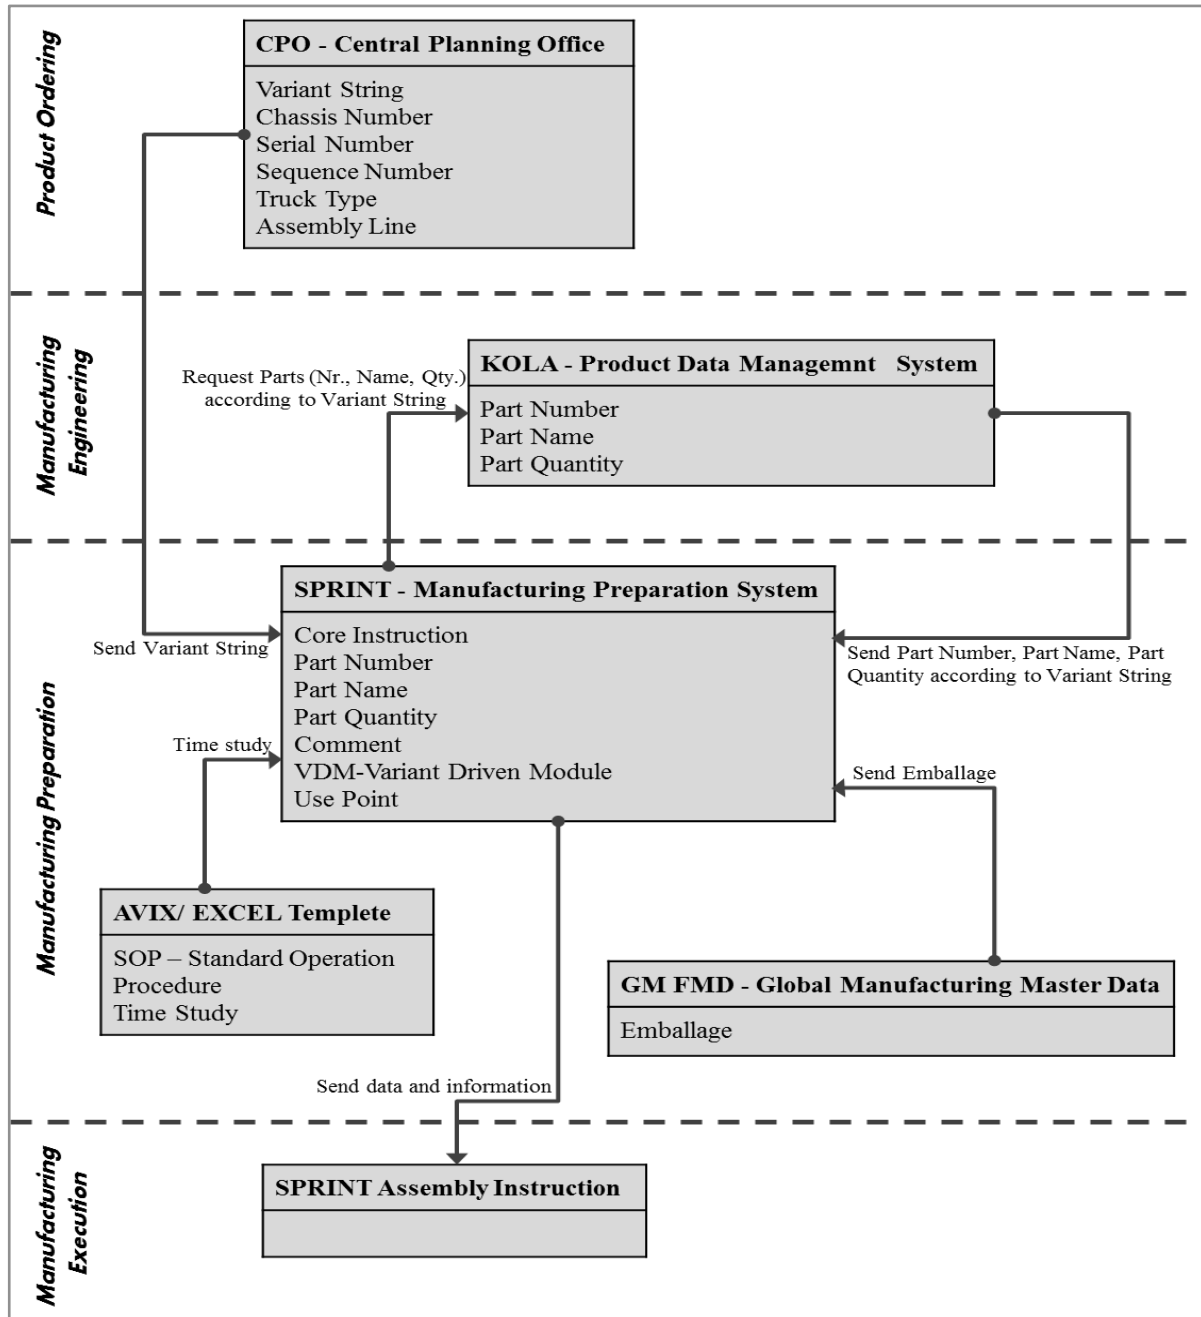 Product Ordering
CPO - Central Planning Office
Variant String
Chassis Number
Serial Number
Sequence Number
Truck Type
Assembly Line
Manufacturing
Engineering
Request Parts (Nr., Name, Qty.)
according to Variant String
KOLA - Product Data Managemnt System
Part Number
Part Name
Part Quantity
Manufacturing Preparation
SPRINT - Manufacturing Preparation System
Core Instruction
Part Number
Part Name
Part Quantity
Comment
VDM-Variant Driven Module
Use Point
Send Variant String
Send Part Number, Part Name, Part
Quantity according to Variant String
Time study
Send Emballage
AVIX/ EXCEL Templete
SOP – Standard Operation
Procedure
Time Study
GM FMD - Global Manufacturing Master Data
Emballage
Send data and information
Manufacturing
Execution
SPRINT Assembly Instruction